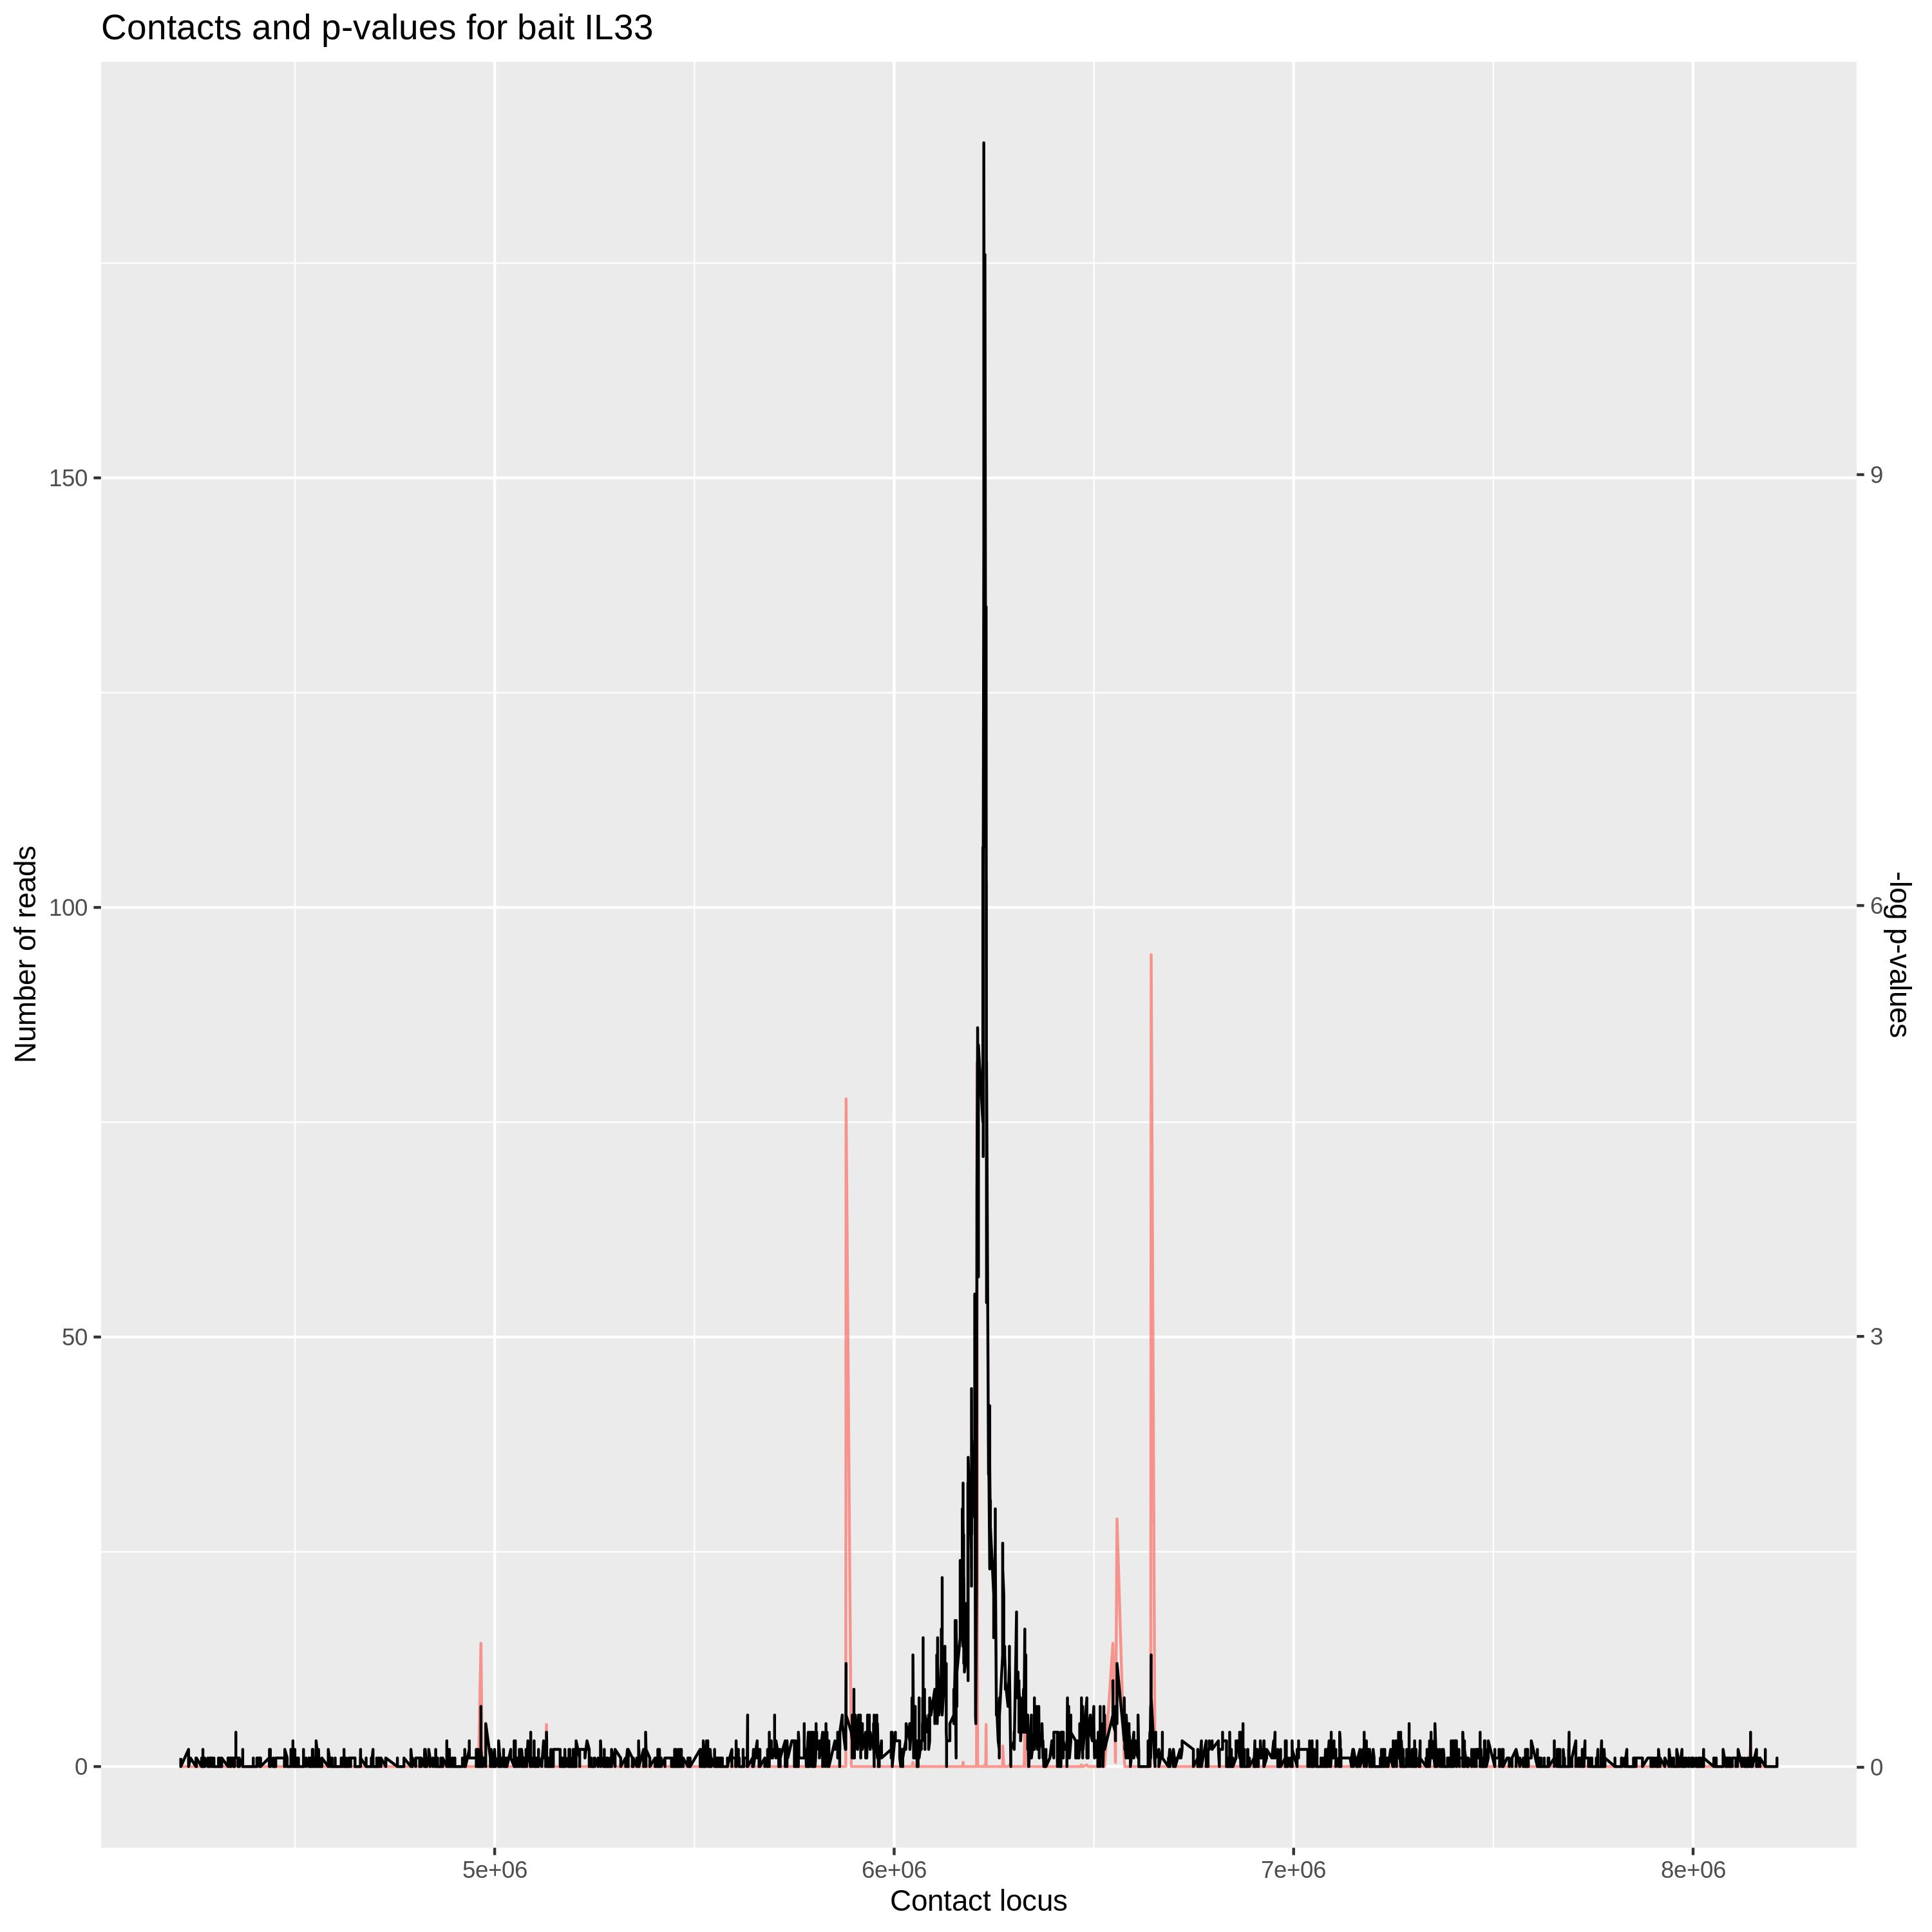 Contacts and p-values for bait IL33
Number of reads
150
100
50
0
9
6
3
0
-log p-values
5e+06
6e+06
7e+06
8e+06
Contact locus